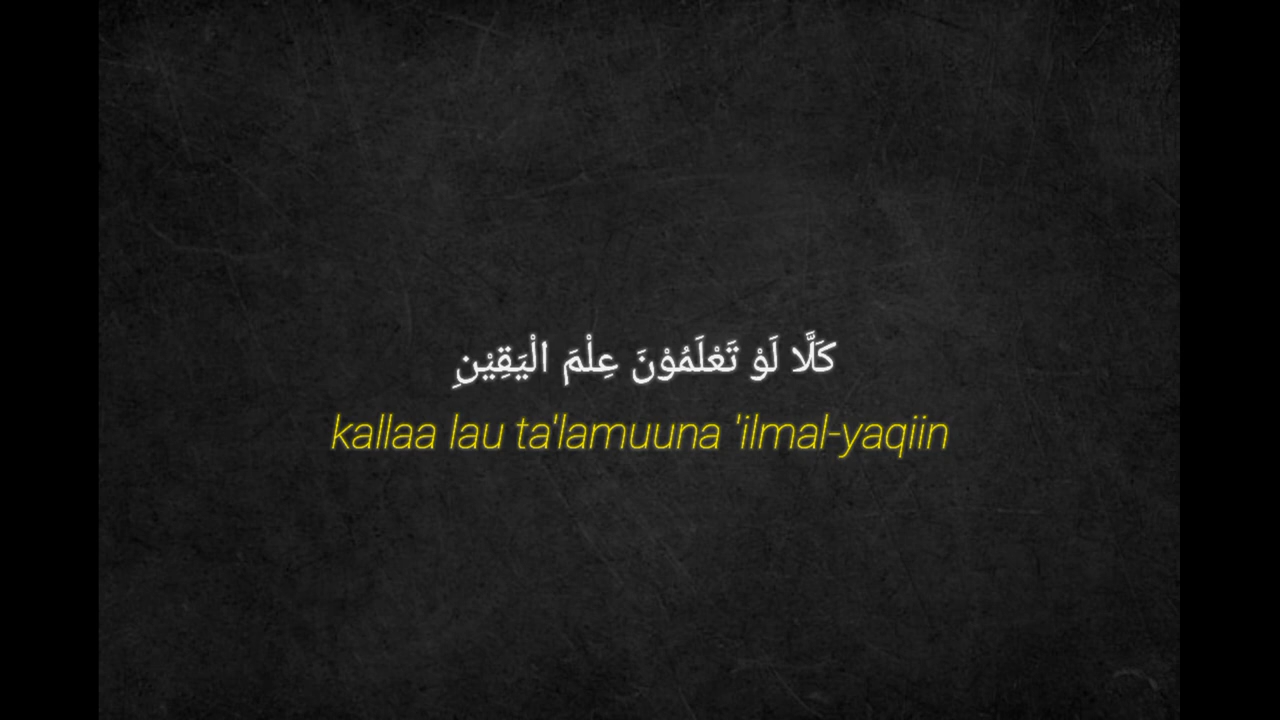 كَلَّا لَوْ تَعْلَمُوْنَ عِلْمَ الْيَقِيْنِ
kallaa lau ta'lamuuna 'ilmal-yaqiin